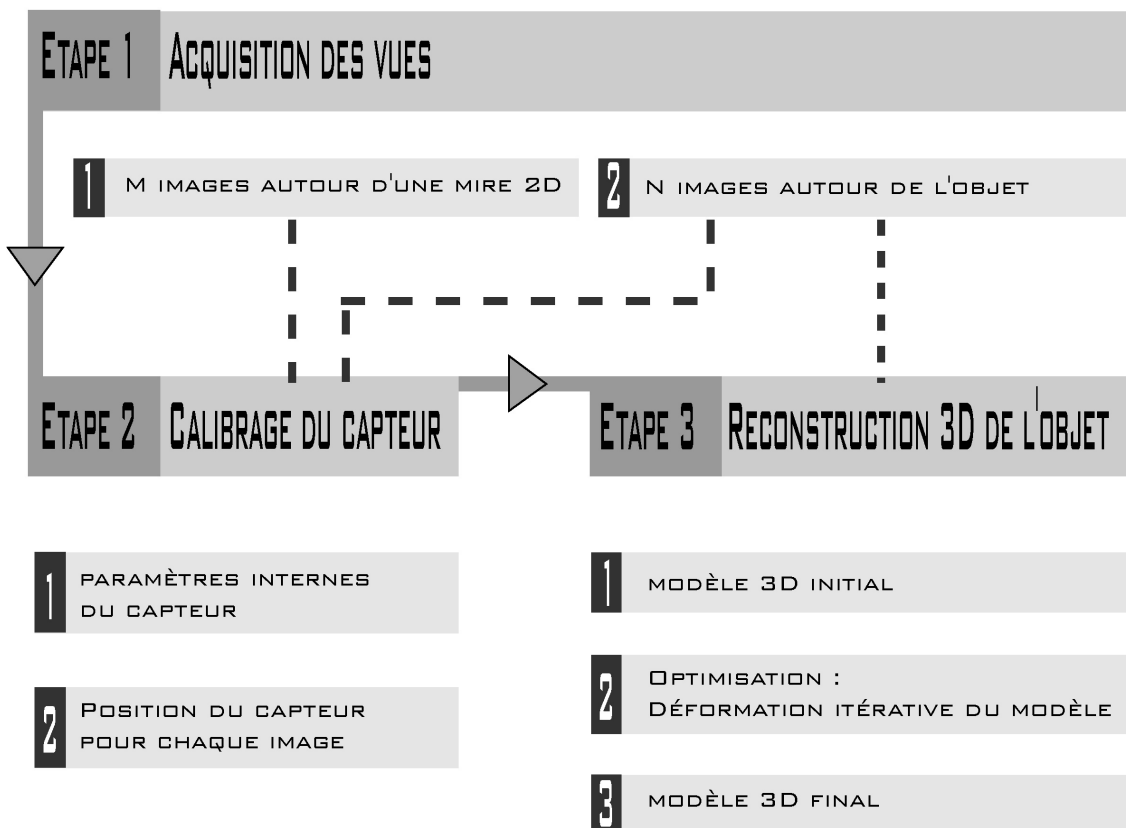 ETAPE 1 ACQUISITION DES VUES
1 M IMAGES AUTOUR D'UNE MIRE 2D
2 N IMAGES AUTOUR DE L'OBJET
ETAPE 2 CALIBRAGE DU CAPTEUR
ETAPE 3 RECONSTRUCTION 3D DE L'OBJET
1 PARAMÈTRES INTERNES
DU CAPTEUR
2 POSITION DU CAPTEUR
POUR CHAQUE IMAGE
1 MODÈLE 3D INITIAL
2 OPTIMISATION :
DÉFORMATION ITÉRATIVE DU MODÈLE
3 MODÈLE 3D FINAL